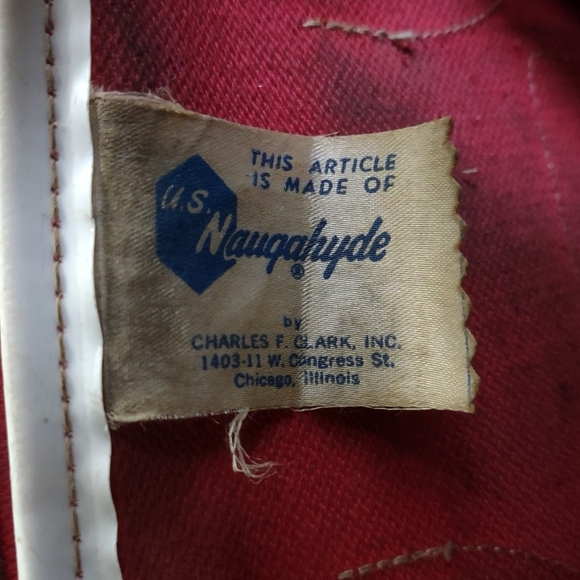 THIS ARTICLE
IS MADE OF
U.S.
Naugahyde
®
by
CHARLES F. CLARK, INC.
1403-11 W. Congress St.
Chicago, Illinois